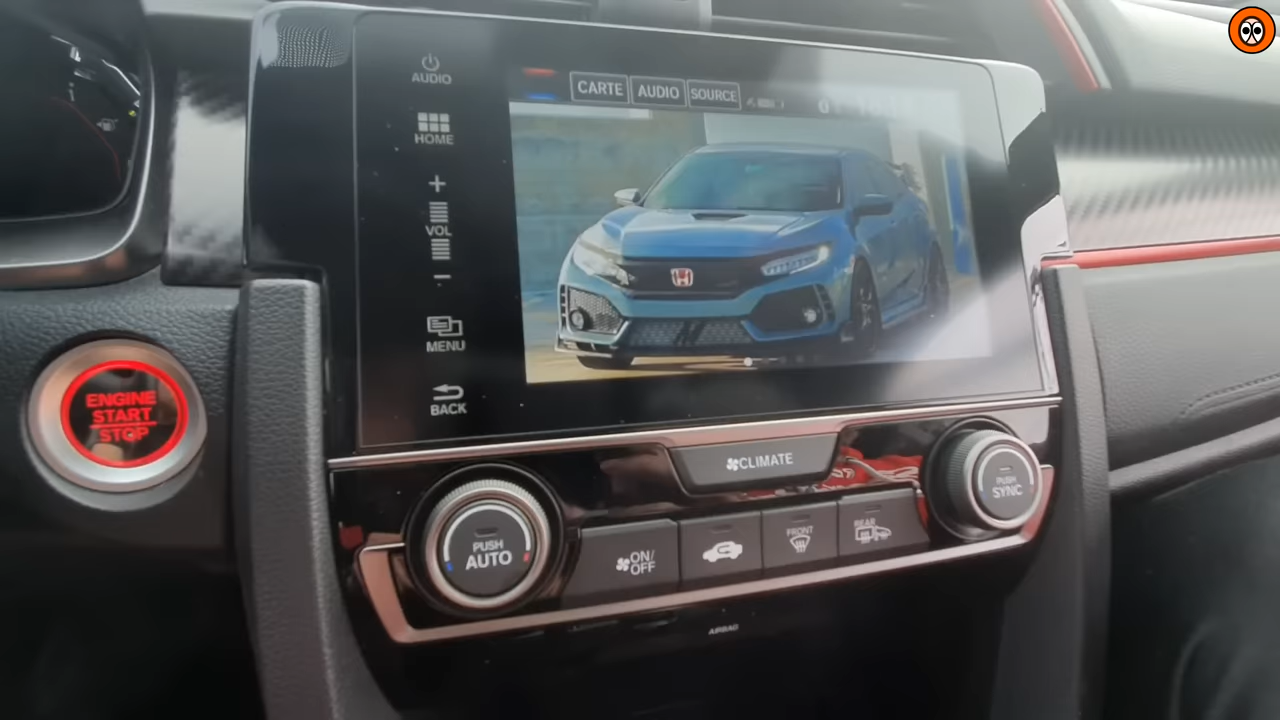 AUDIO
HOME
VOL
MENU
BACK
CARTE AUDIO SOURCE
ENGINE
START
STOP
CLIMATE
PUSH
AUTO
ON/
OFF
FRONT
REAR
PUSH
SYNC
AIRBAG